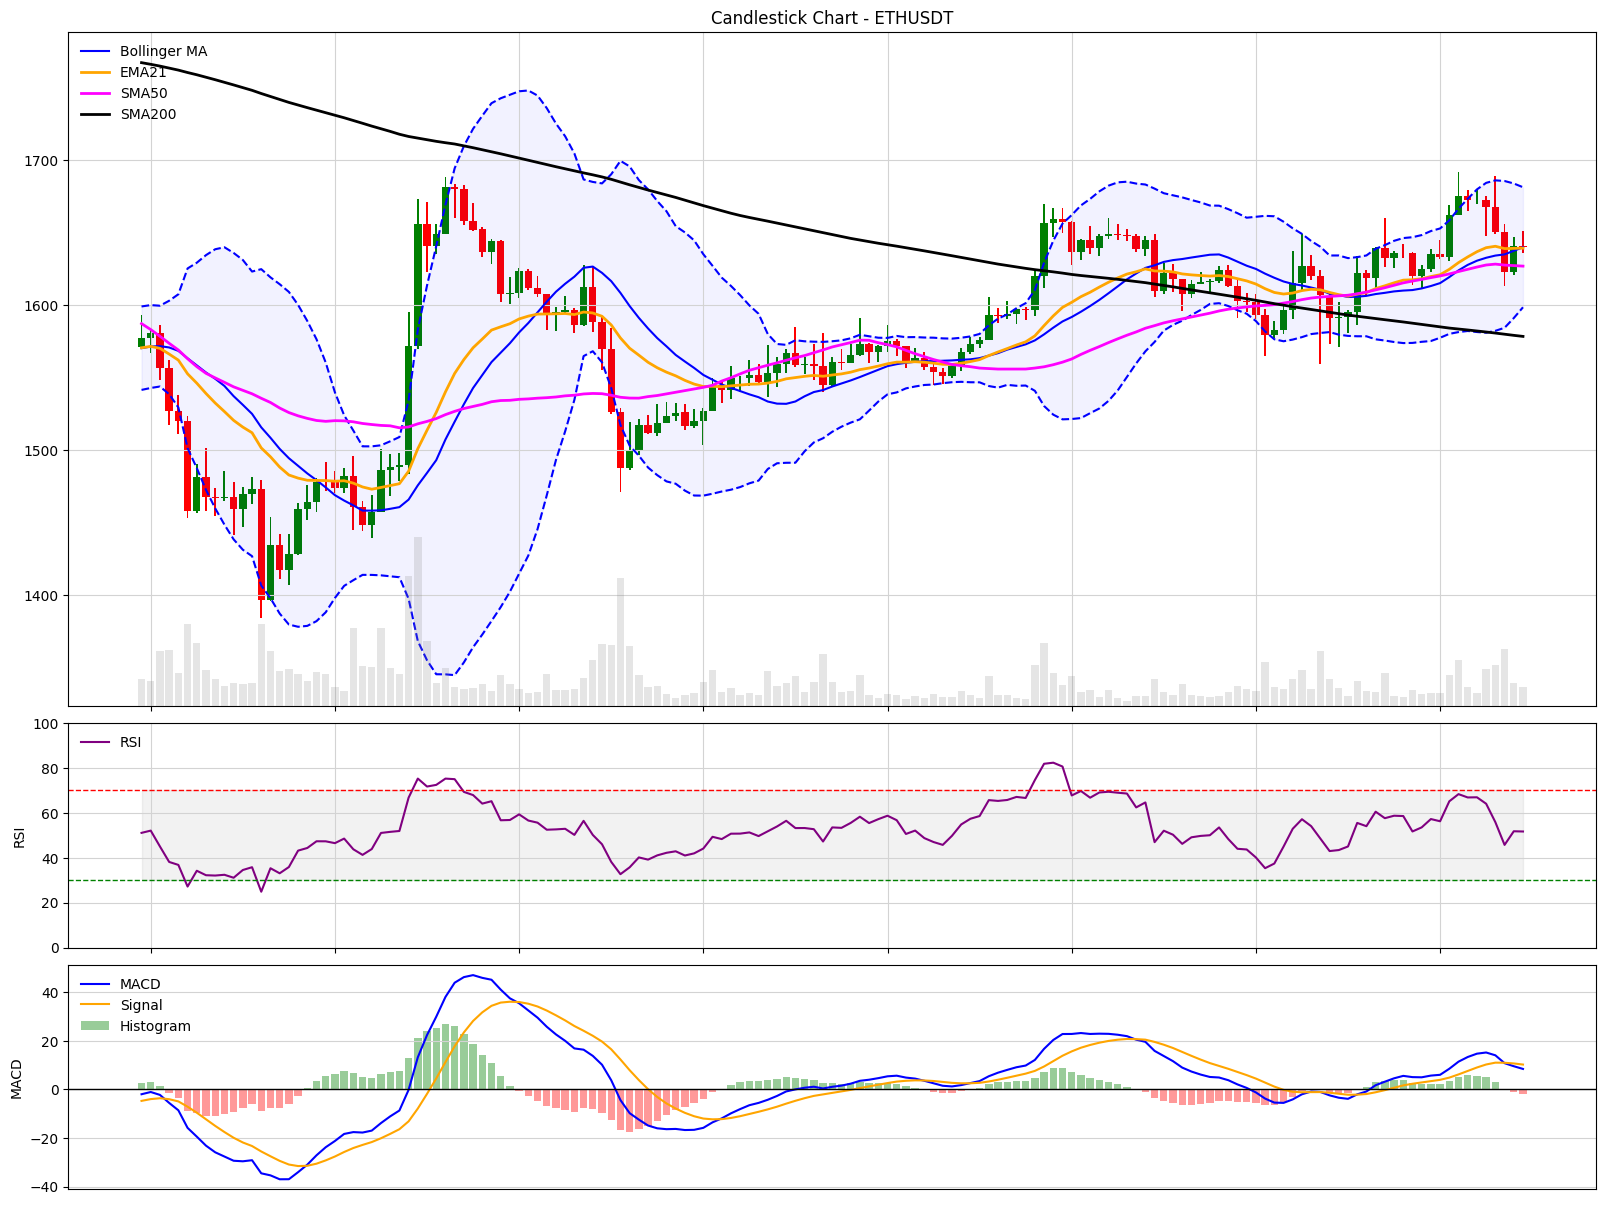 Candlestick Chart - ETHUSDT
Bollinger MA
EMA21
SMA50
SMA200
1700
1600
1500
1400
100
80
60
40
20
0
RSI
RSI
40
20
0
−20
−40
MACD
MACD
Signal
Histogram